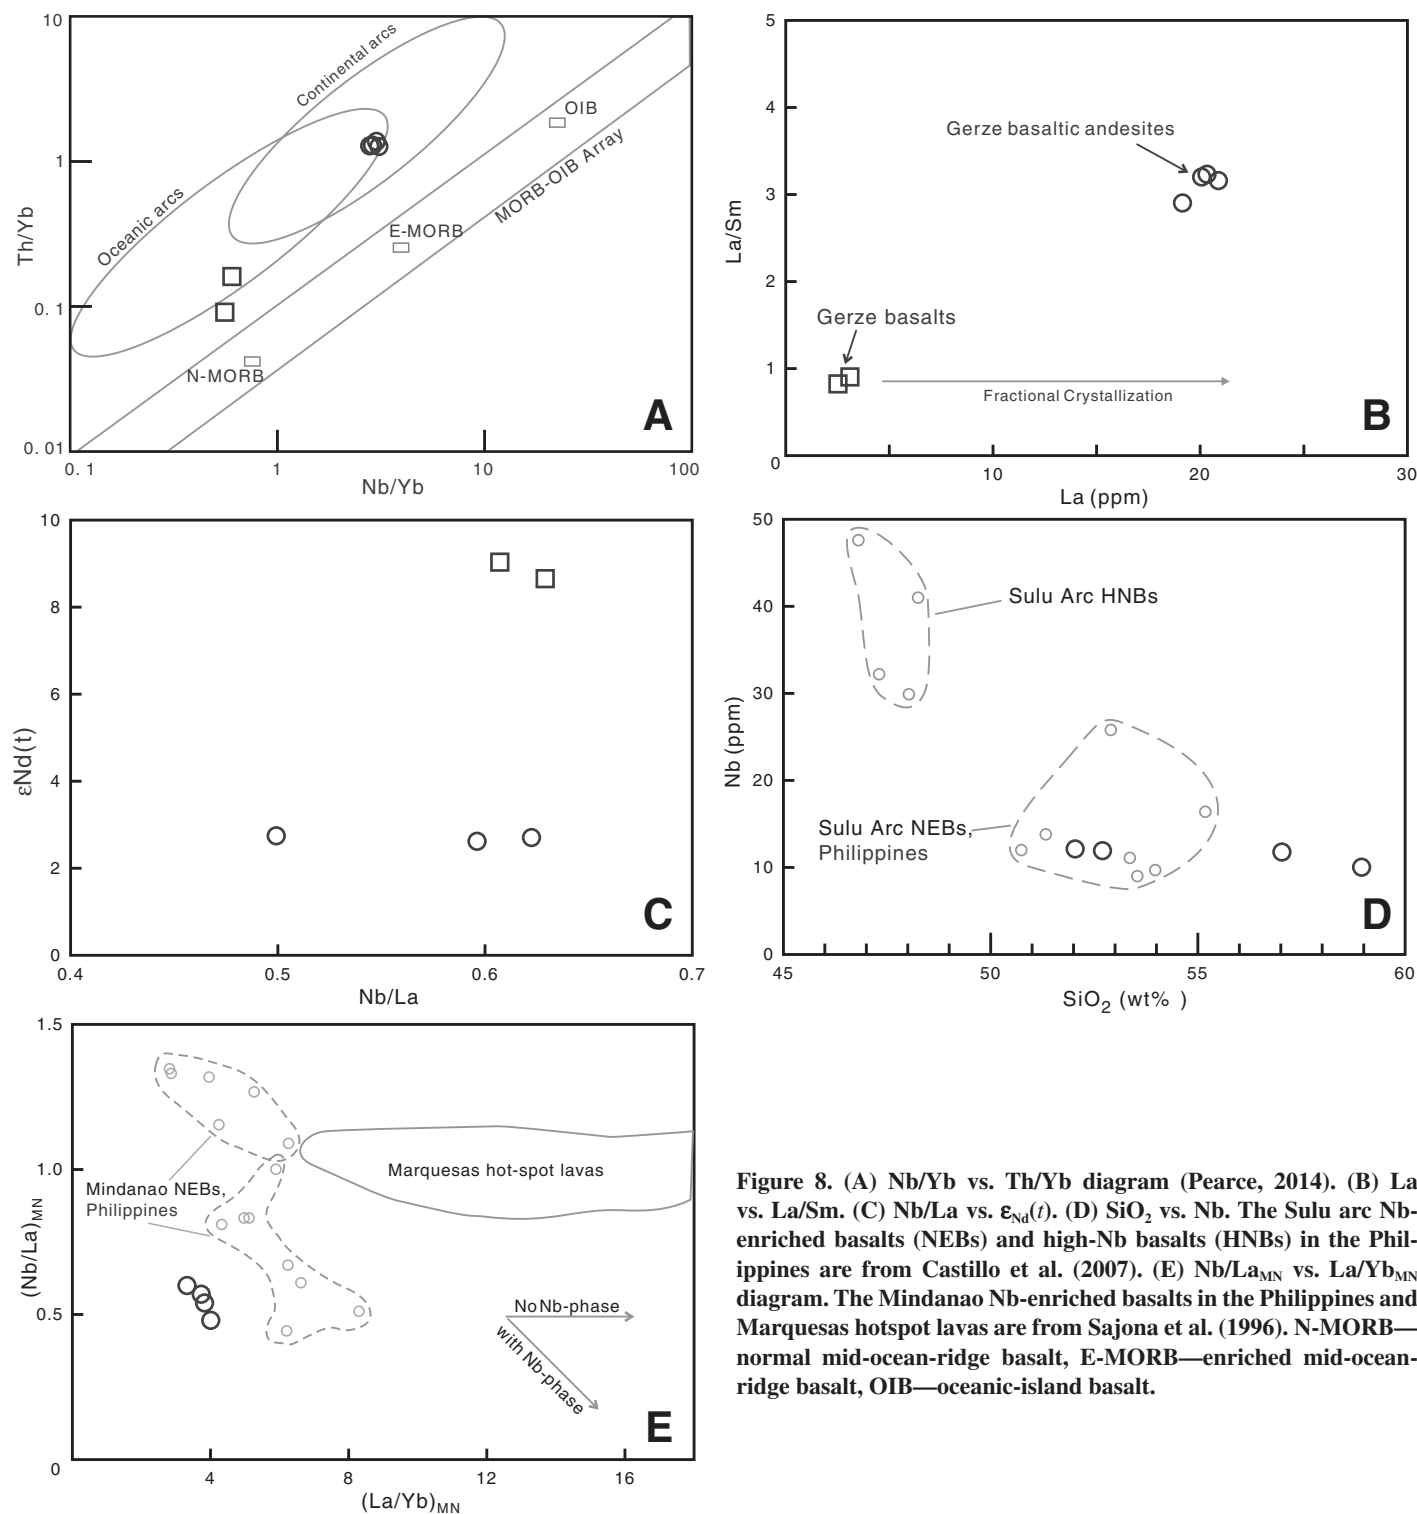 10
1
0. 1
0. 01
Th/Yb
Continental arcs
Oceanic arcs
OIB
MORB-OIB Array
E-MORB
N-MORB
A
0. 1
1
10
100
Nb/Yb
5
4
3
2
1
0
La/Sm
Gerze basaltic andesites
Gerze basalts
Fractional Crystallization
B
10
20
30
La (ppm)
10
8
6
4
2
0
εNd(t)
C
0.4
0.5
0.6
0.7
Nb/La
50
40
30
20
10
0
Nb (ppm)
Sulu Arc HNBs
Sulu Arc NEBs,
Philippines
D
45
50
55
60
SiO₂ (wt% )
1.5
1.0
0.5
0
(Nb/La)MN
Marquesas hot-spot lavas
Mindanao NEBs,
Philippines
No Nb-phase
with Nb-phase
E
4
8
12
16
(La/Yb)MN
Figure 8. (A) Nb/Yb vs. Th/Yb diagram (Pearce, 2014). (B) La
vs. La/Sm. (C) Nb/La vs. εNd(t). (D) SiO₂ vs. Nb. The Sulu arc Nb-
enriched basalts (NEBs) and high-Nb basalts (HNBs) in the Phil-
ippines are from Castillo et al. (2007). (E) Nb/LaMN vs. La/YbMN
diagram. The Mindanao Nb-enriched basalts in the Philippines and
Marquesas hotspot lavas are from Sajona et al. (1996). N-MORB—
normal mid-ocean-ridge basalt, E-MORB—enriched mid-ocean-
ridge basalt, OIB—oceanic-island basalt.